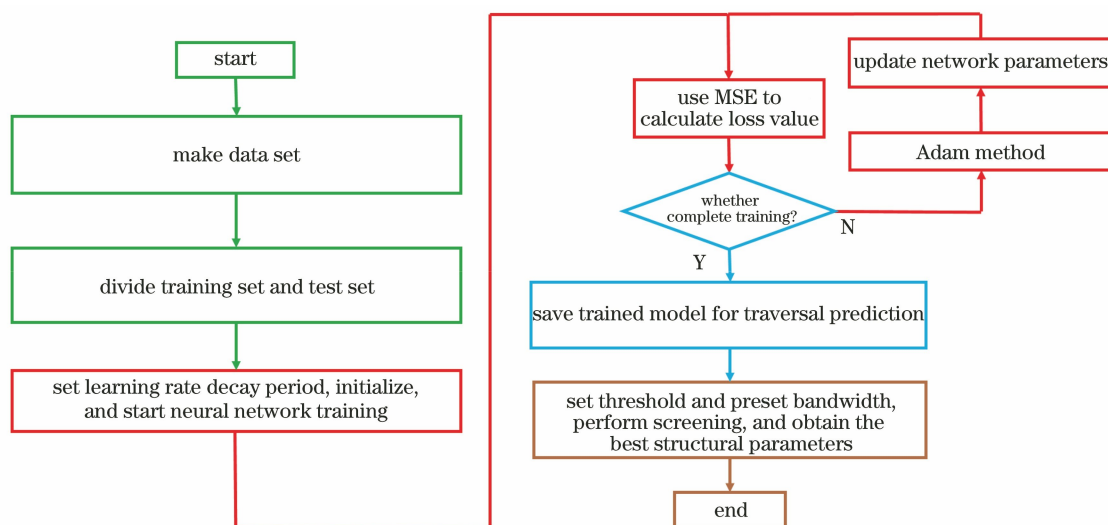 start
make data set
divide training set and test set
set learning rate decay period, initialize,
and start neural network training
use MSE to
calculate loss value
whether
complete training?
N
Adam method
update network parameters
Y
save trained model for traversal prediction
set threshold and preset bandwidth,
perform screening, and obtain the
best structural parameters
end